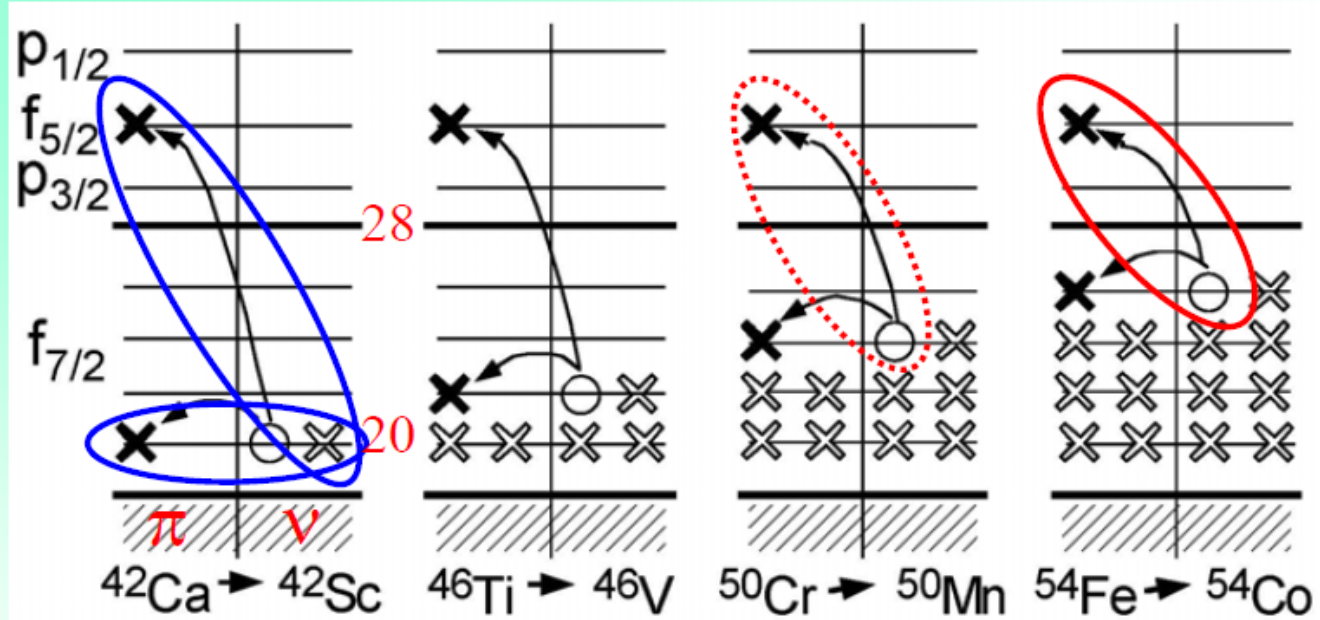 p1/2
f5/2
p3/2
28
f7/2
20
π ν
42Ca → 42Sc
46Ti → 46V
50Cr → 50Mn
54Fe → 54Co